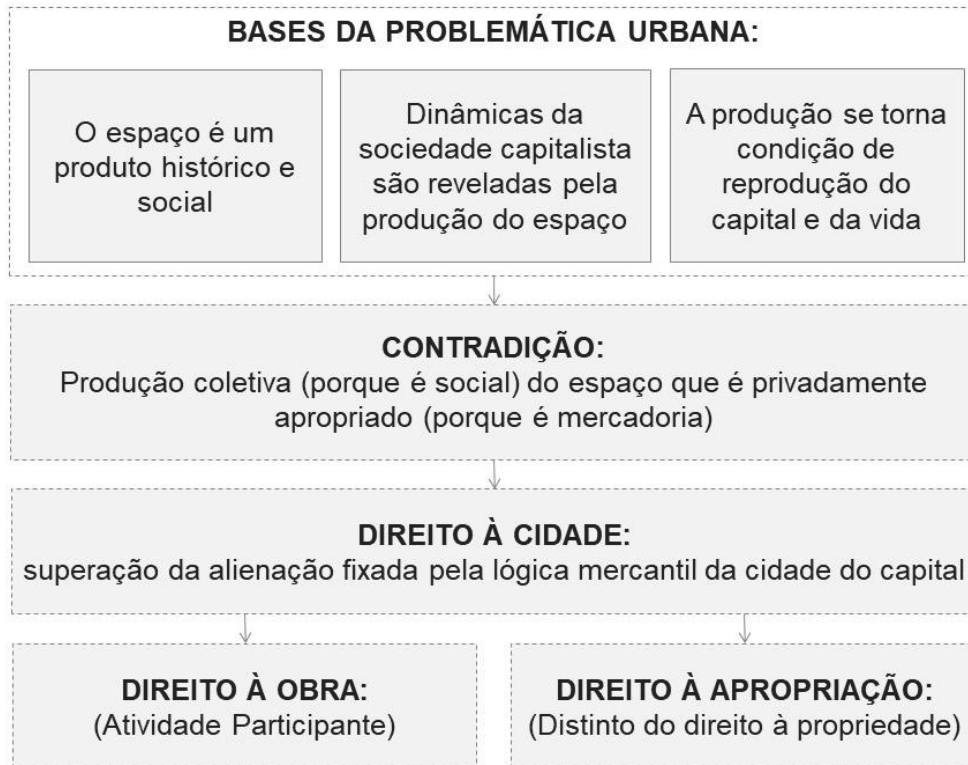 BASES DA PROBLEMÁTICA URBANA:
O espaço é um
produto histórico e
social
Dinâmicas da
sociedade capitalista
são reveladas pela
produção do espaço
A produção se torna
condição de
reprodução do
capital e da vida
CONTRADIÇÃO:
Produção coletiva (porque é social) do espaço que é privadamente
apropriado (porque é mercadoria)
DIREITO À CIDADE:
superação da alienação fixada pela lógica mercantil da cidade do capital
DIREITO À OBRA:
(Atividade Participante)
DIREITO À APROPRIAÇÃO:
(Distinto do direito à propriedade)